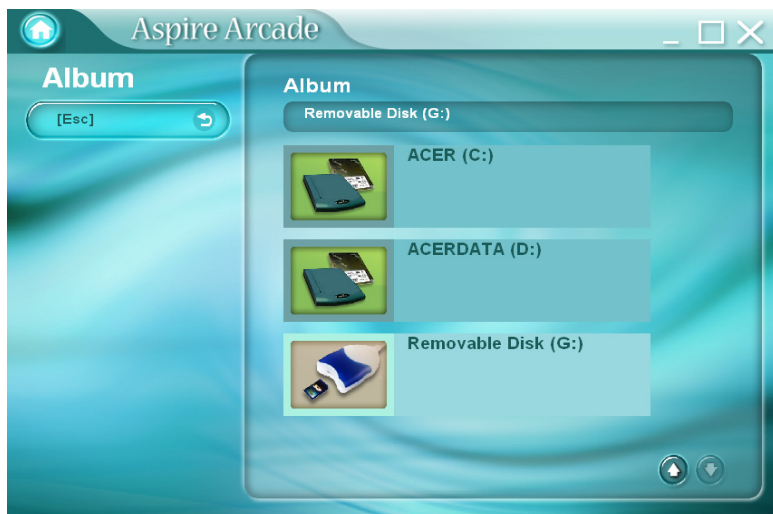 Aspire Arcade
Album
[Esc]
Album
Removable Disk (G:)
ACER (C:)
ACERDATA (D:)
Removable Disk (G:)